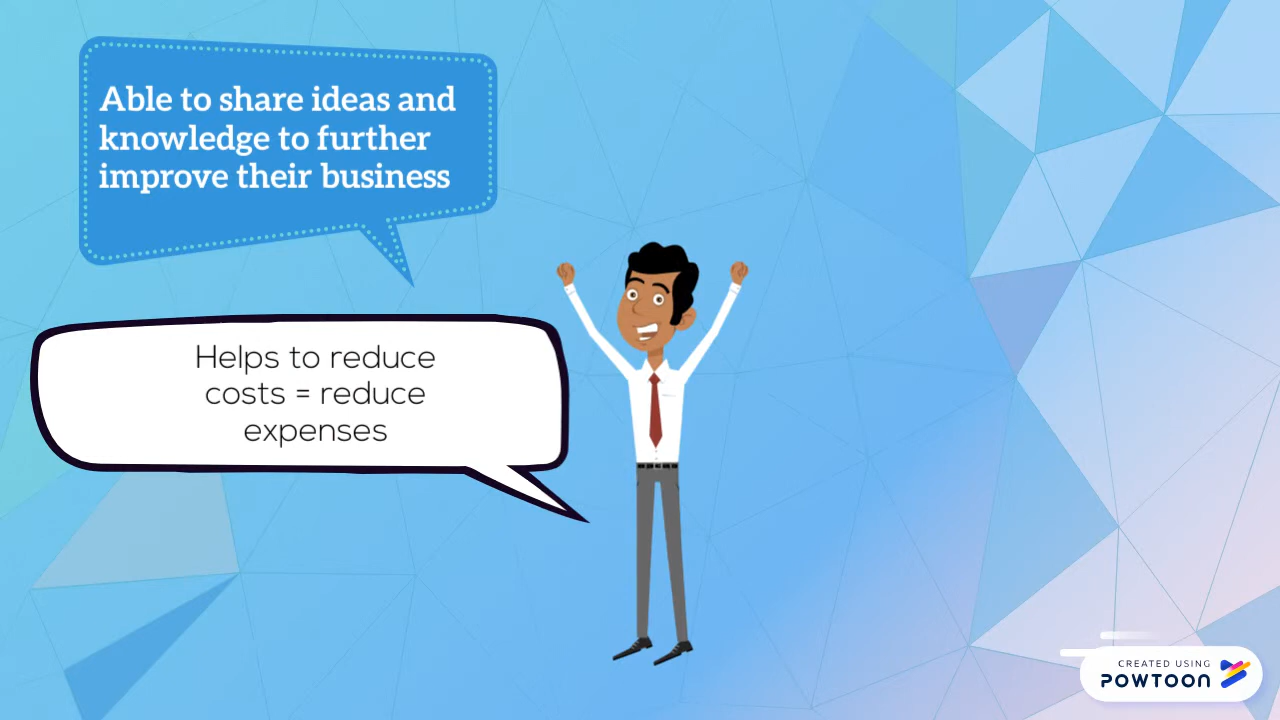 Able to share ideas and
knowledge to further
improve their business
Helps to reduce
costs = reduce
expenses
CREATED USING
POWTOON